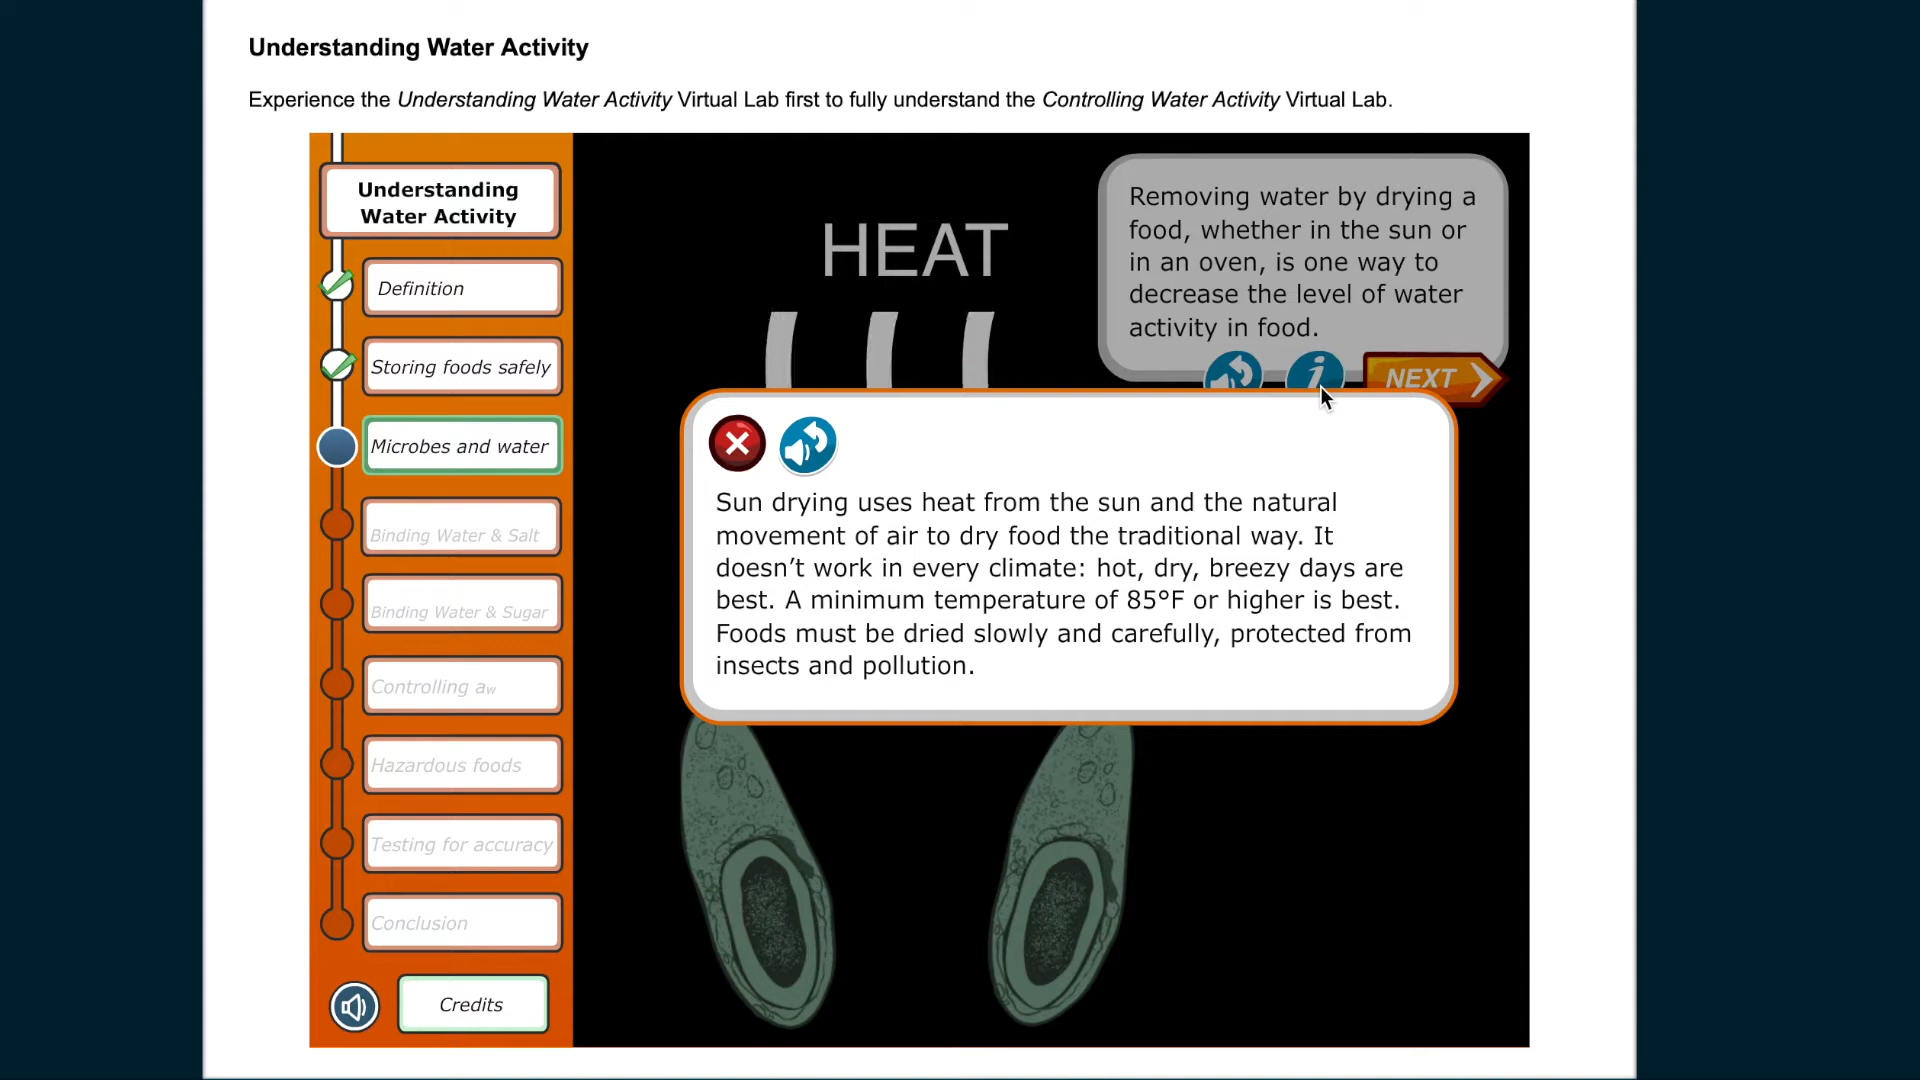 Understanding Water Activity
Experience the Understanding Water Activity Virtual Lab first to fully understand the Controlling Water Activity Virtual Lab.
Understanding
Water Activity
Definition
Storing foods safely
Microbes and water
Binding Water & Salt
Binding Water & Sugar
Controlling aw
Hazardous foods
Testing for accuracy
Conclusion
Credits
HEAT
Removing water by drying a
food, whether in the sun or
in an oven, is one way to
decrease the level of water
activity in food.
i
NEXT
Sun drying uses heat from the sun and the natural
movement of air to dry food the traditional way. It
doesn’t work in every climate: hot, dry, breezy days are
best. A minimum temperature of 85°F or higher is best.
Foods must be dried slowly and carefully, protected from
insects and pollution.